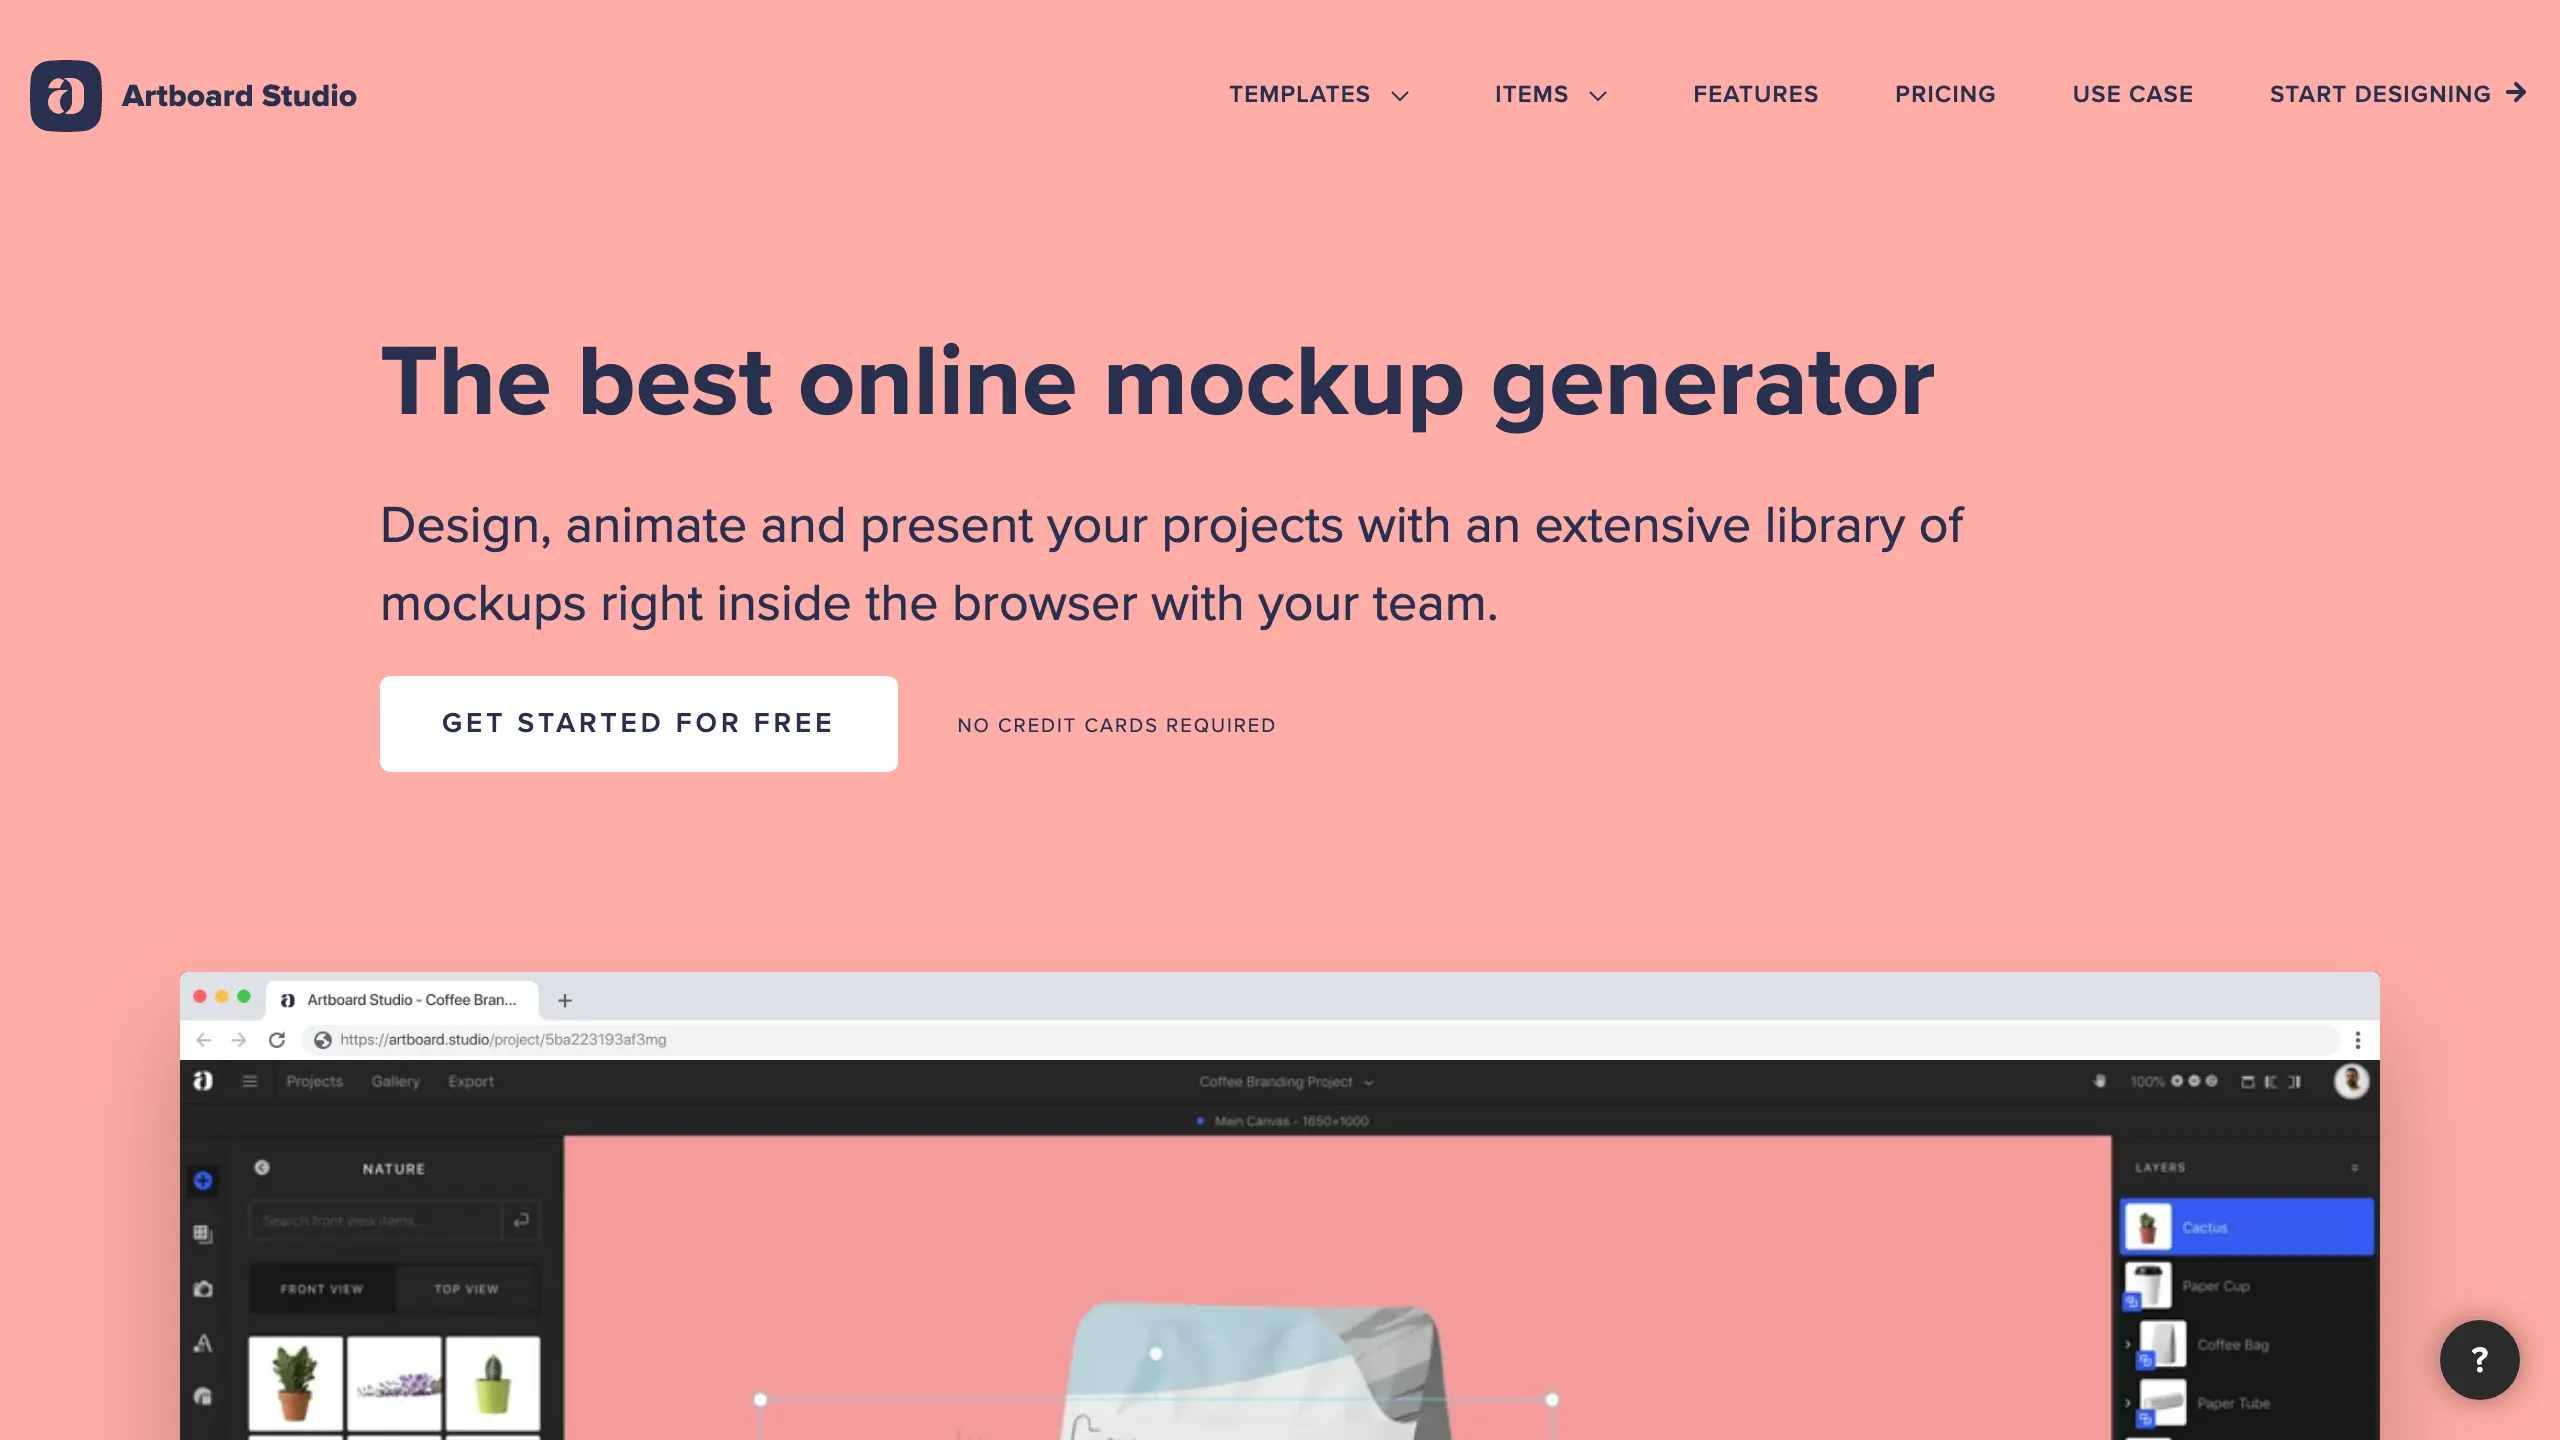 Artboard Studio
TEMPLATES
ITEMS
FEATURES
PRICING
USE CASE
START DESIGNING
The best online mockup generator
Design, animate and present your projects with an extensive library of
mockups right inside the browser with your team.
GET STARTED FOR FREE
NO CREDIT CARDS REQUIRED
Artboard Studio - Coffee Bran...
https://artboard.studio/project/5ba223193af3mg
Projects
Gallery
Export
Coffee Branding Project
100%
Main Canvas - 1650×1000
NATURE
Search front view items...
FRONT VIEW
TOP VIEW
LAYERS
Cactus
Paper Cup
Coffee Bag
Paper Tube
?